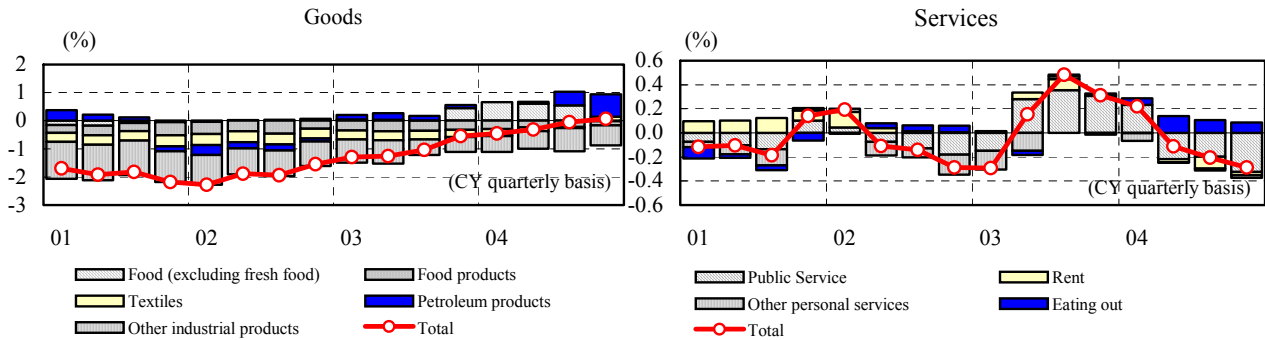 Goods
(%)
2
1
0
-1
-2
-3
(CY quarterly basis)
01 02 03 04
Food (excluding fresh food) Food products
Textiles Petroleum products
Other industrial products Total
Services
(%)
0.6
0.4
0.2
0.0
-0.2
-0.4
-0.6
(CY quarterly basis)
01 02 03 04
Public Service Rent
Other personal services Eating out
Total